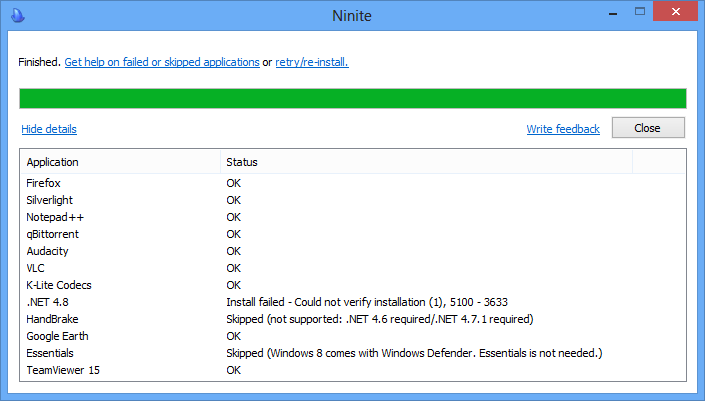 Ninite
Finished. Get help on failed or skipped applications or retry/re-install.
Hide details Write feedback Close
Application Status
Firefox OK
Silverlight OK
Notepad++ OK
qBittorrent OK
Audacity OK
VLC OK
K-Lite Codecs OK
.NET 4.8 Install failed - Could not verify installation (1), 5100 - 3633
HandBrake Skipped (not supported: .NET 4.6 required/.NET 4.7.1 required)
Google Earth OK
Essentials Skipped (Windows 8 comes with Windows Defender. Essentials is not needed.)
TeamViewer 15 OK